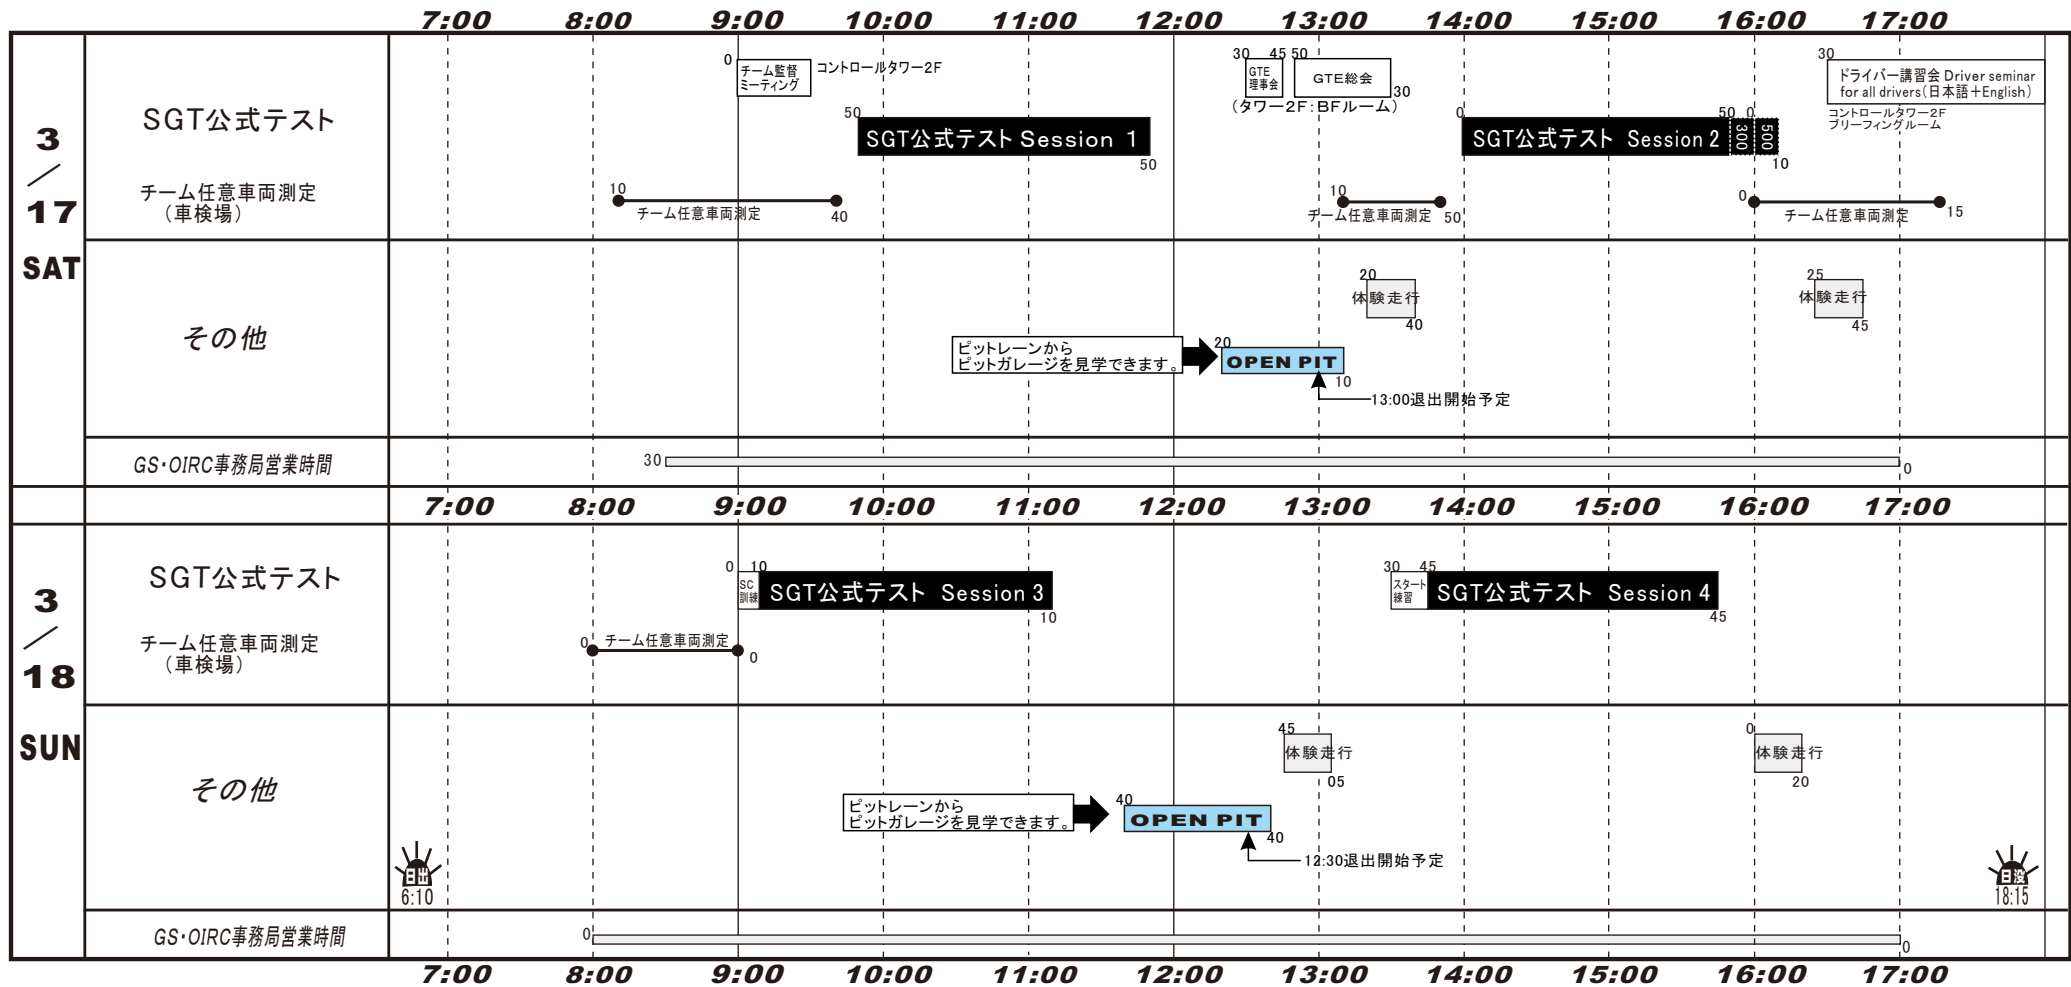 7:00 8:00 9:00 10:00 11:00 12:00 13:00 14:00 15:00 16:00 17:00
3
/
17
SAT
SGT公式テスト
0
チーム監督
ミーティング
コントロールタワー2F
30 45 50
GTE
理事会
GTE総会
30
(タワー2F:BFルーム)
30
ドライバー講習会 Driver seminar
for all drivers(日本語+English)
コントロールタワー2F
ブリーフィングルーム
50
SGT公式テスト Session 1
50
0
SGT公式テスト Session 2
50 0
300
500
10
チーム任意車両測定
(車検場)
10
チーム任意車両測定
40
10
チーム任意車両測定
50
0
チーム任意車両測定
15
その他
20
体験走行
40
25
体験走行
45
ピットレーンから
ピットガレージを見学できます。
20
OPEN PIT
10
13:00退出開始予定
GS・OIRC事務局営業時間
30
0
7:00 8:00 9:00 10:00 11:00 12:00 13:00 14:00 15:00 16:00 17:00
3
/
18
SUN
SGT公式テスト
0 10
SC
訓練
SGT公式テスト Session 3
10
30 45
スタート
練習
SGT公式テスト Session 4
45
チーム任意車両測定
(車検場)
0
チーム任意車両測定
0
その他
45
体験走行
05
0
体験走行
20
ピットレーンから
ピットガレージを見学できます。
40
OPEN PIT
40
12:30退出開始予定
日出
6:10
日没
18:15
GS・OIRC事務局営業時間
0
0
7:00 8:00 9:00 10:00 11:00 12:00 13:00 14:00 15:00 16:00 17:00